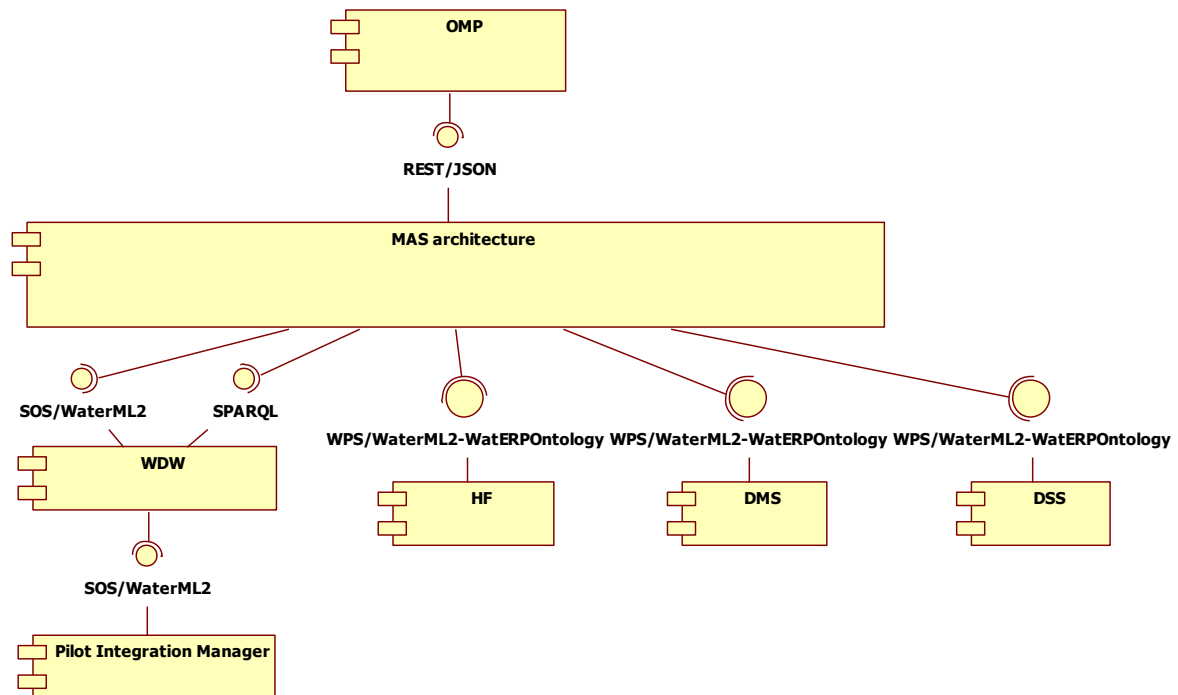 OMP
REST/JSON
MAS architecture
SOS/WaterML2
SPARQL
WPS/WaterML2-WatERPOntology
WPS/WaterML2-WatERPOntology
WPS/WaterML2-WatERPOntology
WDW
HF
DMS
DSS
SOS/WaterML2
Pilot Integration Manager